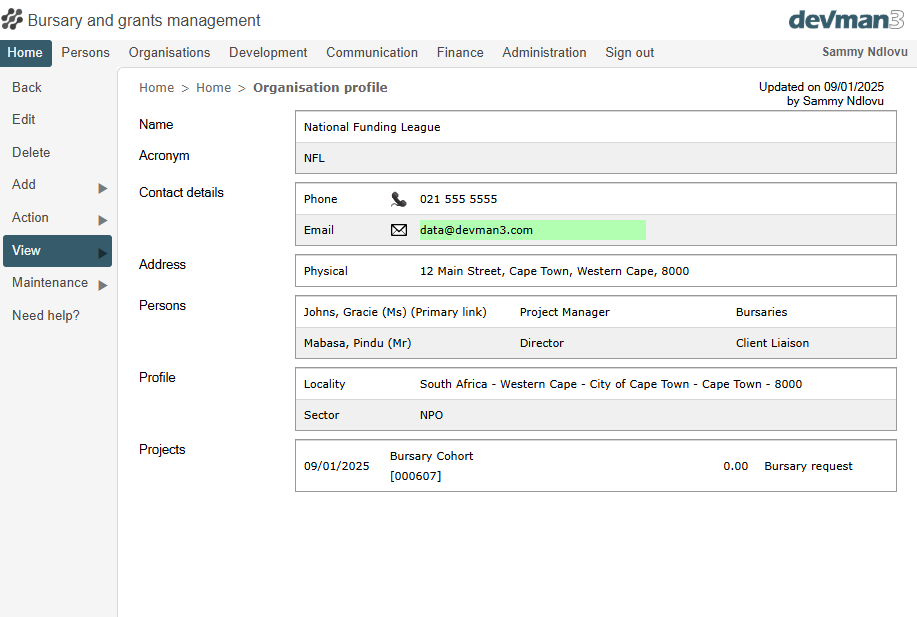 Bursary and grants management
devman3
Home Persons Organisations Development Communication Finance Administration Sign out Sammy Ndlovu
Back
Edit
Delete
Add
Action
View
Maintenance
Need help?
Home > Home > Organisation profile
Updated on 09/01/2025
by Sammy Ndlovu
Name National Funding League
Acronym NFL
Contact details Phone 021 555 5555
Email data@devman3.com
Address Physical 12 Main Street, Cape Town, Western Cape, 8000
Persons Johns, Gracie (Ms) (Primary link) Project Manager Bursaries
Mabasa, Pindu (Mr) Director Client Liaison
Profile Locality South Africa - Western Cape - City of Cape Town - Cape Town - 8000
Sector NPO
Projects 09/01/2025 Bursary Cohort
[000607] 0.00 Bursary request